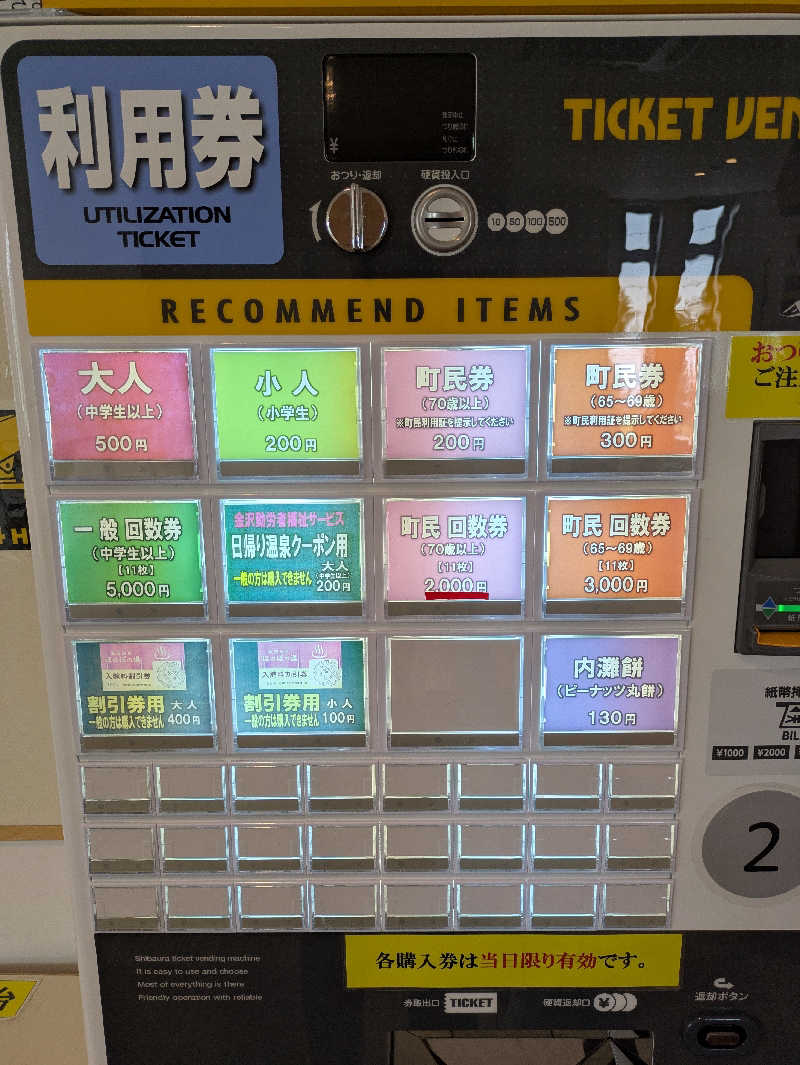 利用券
UTILIZATION
TICKET
¥
おつり・返却
硬貨投入口
10 50 100 500
TICKET VEN
RECOMMEND ITEMS
大人
（中学生以上）
500円
小人
（小学生）
200円
町民券
（70歳以上）
※町民利用証を提示してください
200円
町民券
（65～69歳）
※町民利用証を提示してください
300円
おつ
ご注
一般 回数券
（中学生以上）
【11枚】
5,000円
金沢勤労者福祉サービス
日帰り温泉クーポン用
大人
（中学生以上）
一般の方は購入できません 200円
町民 回数券
（70歳以上）
【11枚】
2,000円
町民 回数券
（65～69歳）
【11枚】
3,000円
割引券用 大人
一般の方は購入できません 400円
割引券用 小人
一般の方は購入できません 100円
内灘餅
（ピーナッツ丸餅）
130円
紙幣挿
BIL
¥1000 ¥2000
2
Shibaura ticket vending machine
It is easy to use and choose
Most of everything is there
Friendly operation with reliable
各購入券は当日限り有効です。
券取出口 TICKET
硬貨返却口 ¥
返却ボタン